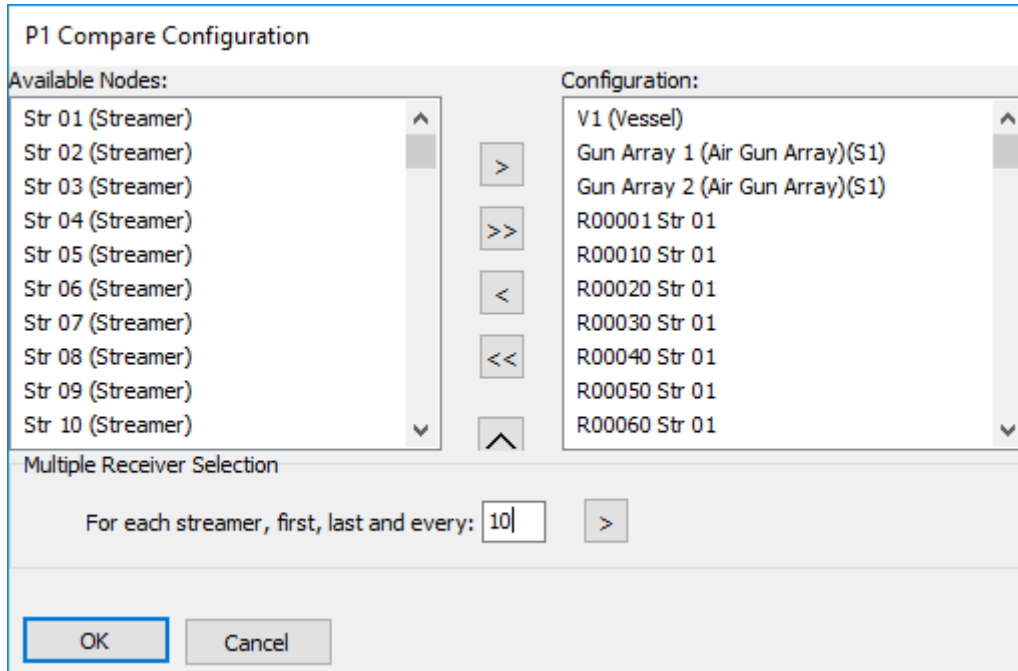 P1 Compare Configuration
Available Nodes:
Str 01 (Streamer)
Str 02 (Streamer)
Str 03 (Streamer)
Str 04 (Streamer)
Str 05 (Streamer)
Str 06 (Streamer)
Str 07 (Streamer)
Str 08 (Streamer)
Str 09 (Streamer)
Str 10 (Streamer)
>
>>
<
<<
Configuration:
V1 (Vessel)
Gun Array 1 (Air Gun Array)(S1)
Gun Array 2 (Air Gun Array)(S1)
R00001 Str 01
R00010 Str 01
R00020 Str 01
R00030 Str 01
R00040 Str 01
R00050 Str 01
R00060 Str 01
Multiple Receiver Selection
For each streamer, first, last and every: 10 >
OK Cancel